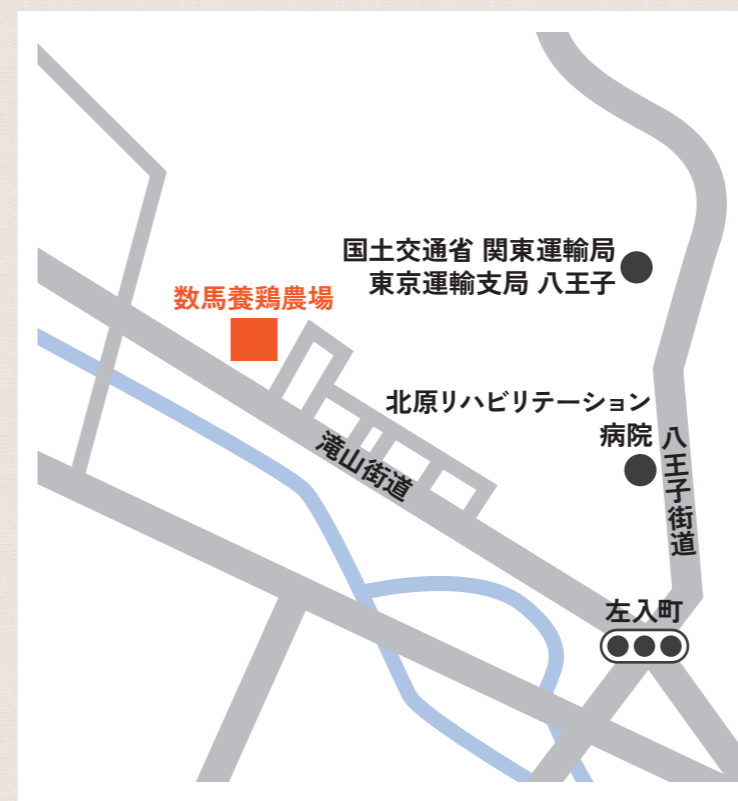 国土交通省 関東運輸局
東京運輸支局 八王子
数馬養鶏農場
北原リハビリテーション
病院
八王子街道
滝山街道
左入町